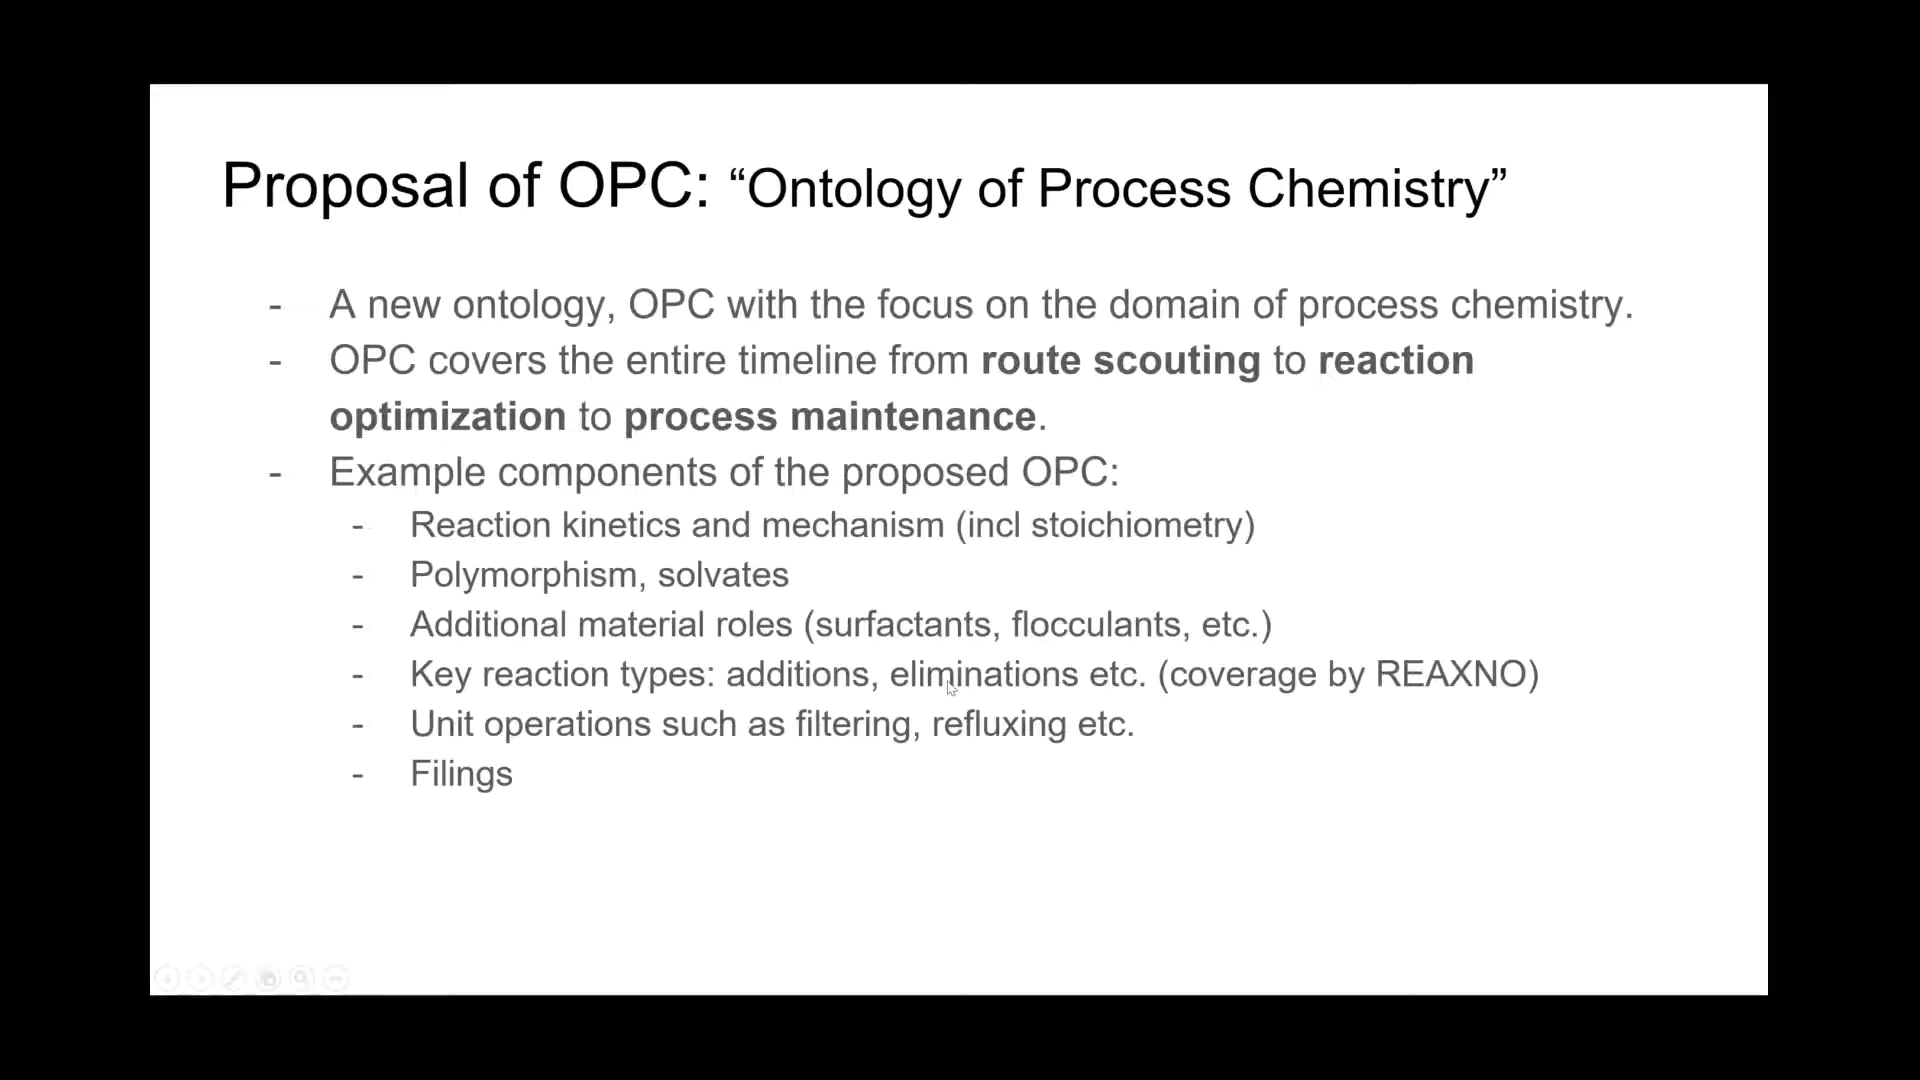 Proposal of OPC: “Ontology of Process Chemistry”
- A new ontology, OPC with the focus on the domain of process chemistry.
- OPC covers the entire timeline from route scouting to reaction
optimization to process maintenance.
- Example components of the proposed OPC:
- Reaction kinetics and mechanism (incl stoichiometry)
- Polymorphism, solvates
- Additional material roles (surfactants, flocculants, etc.)
- Key reaction types: additions, eliminations etc. (coverage by REAXNO)
- Unit operations such as filtering, refluxing etc.
- Filings